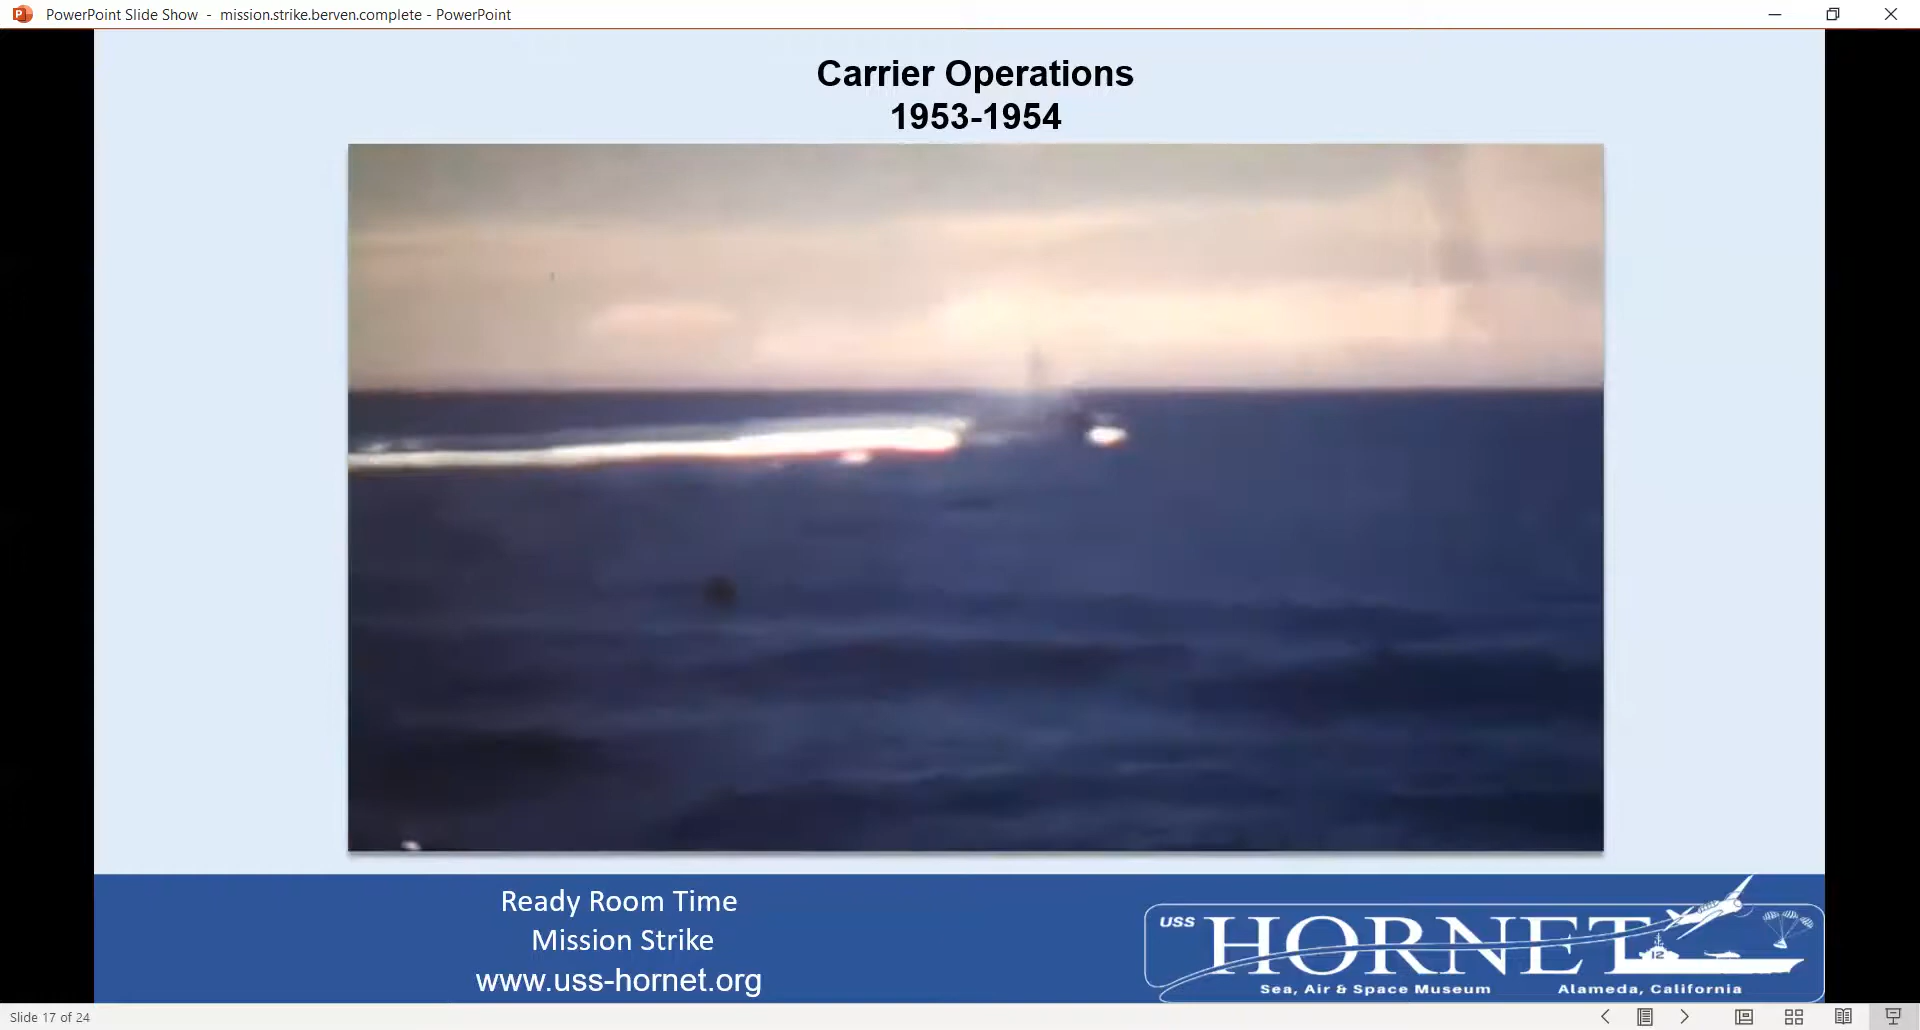 PowerPoint Slide Show - mission.strike.berven.complete - PowerPoint
Carrier Operations
1953-1954
Ready Room Time
Mission Strike
www.uss-hornet.org
USS HORNET
12
Sea, Air & Space Museum Alameda, California
Slide 17 of 24